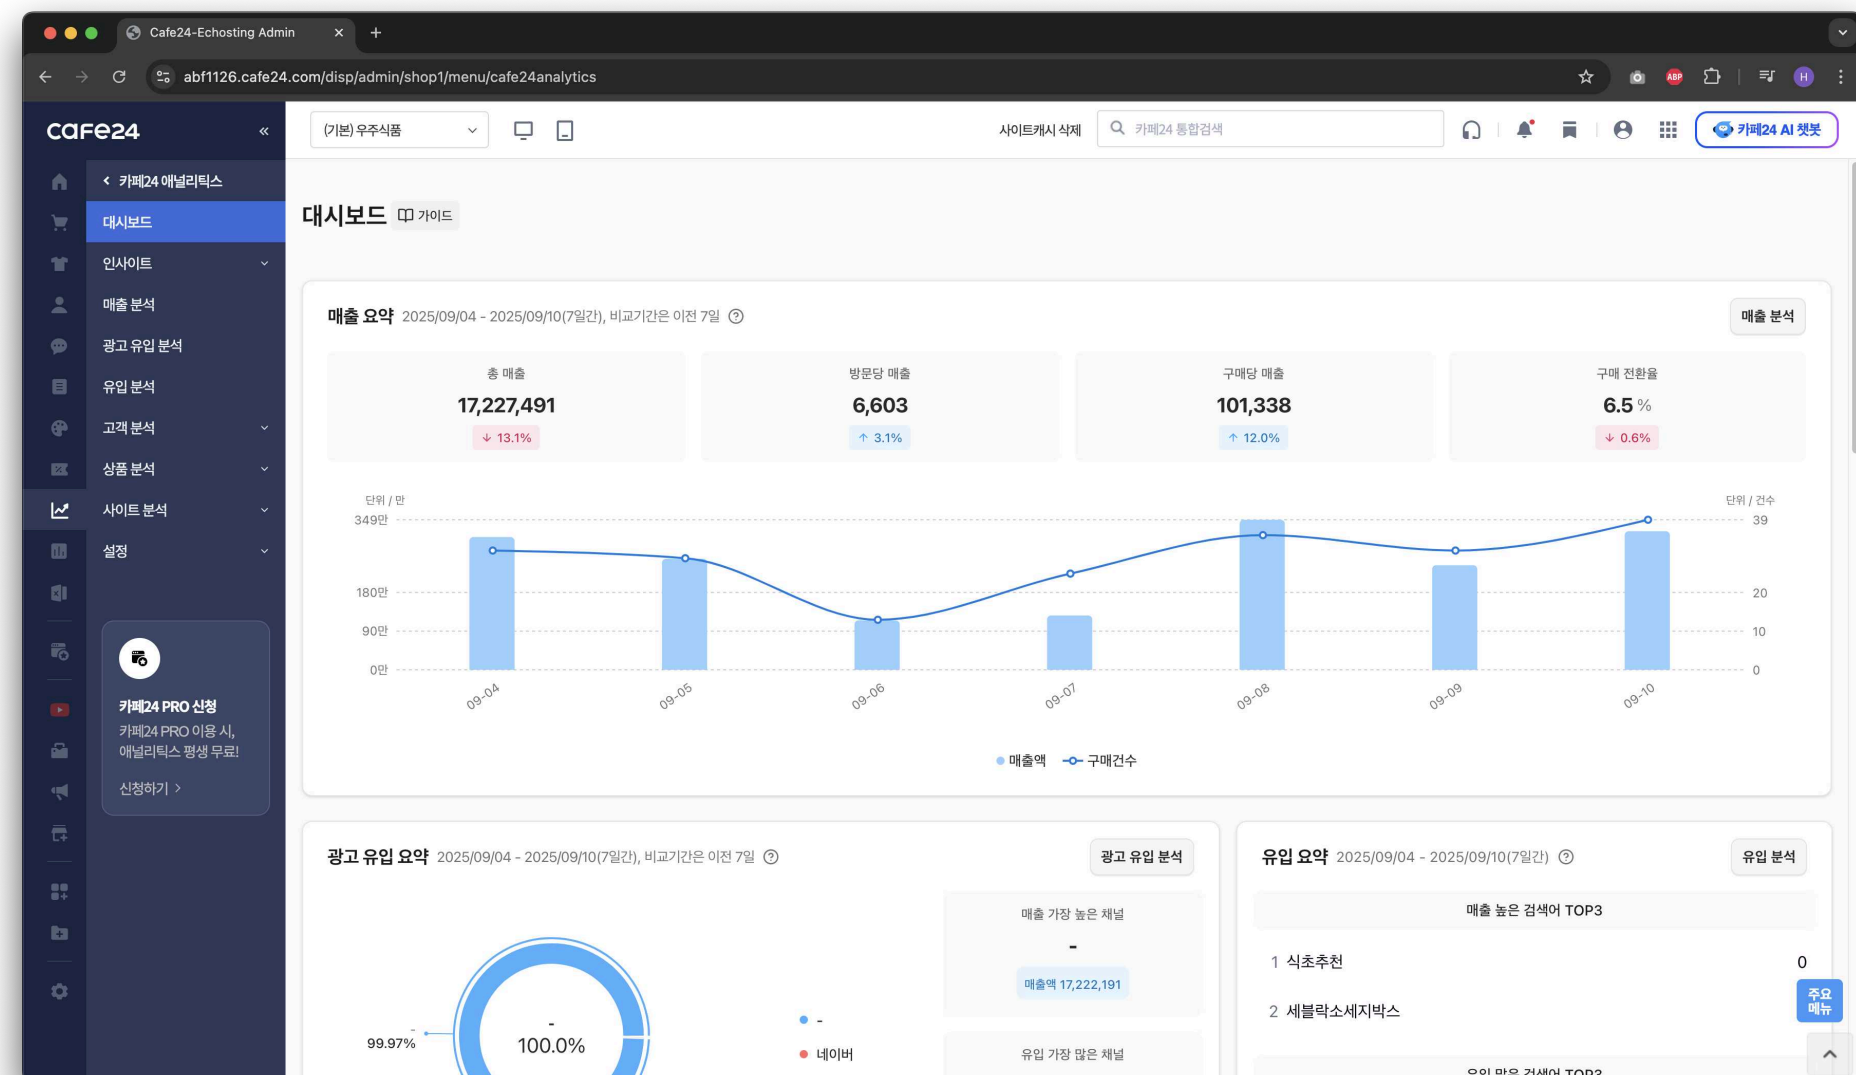 Cafe24-Echosting Admin
abf1126.cafe24.com/disp/admin/shop1/menu/cafe24analytics
ABP
H
cafe24
(기본) 우주식품
사이트캐시 삭제
카페24 통합검색
카페24 AI 챗봇
카페24 애널리틱스
대시보드
인사이트
매출 분석
광고 유입 분석
유입 분석
고객 분석
상품 분석
사이트 분석
설정
카페24 PRO 신청
카페24 PRO 이용 시,
애널리틱스 평생 무료!
신청하기 >
대시보드 가이드
매출 요약 2025/09/04 - 2025/09/10(7일간), 비교기간은 이전 7일
매출 분석
총 매출
17,227,491
↓ 13.1%
방문당 매출
6,603
↑ 3.1%
구매당 매출
101,338
↑ 12.0%
구매 전환율
6.5 %
↓ 0.6%
단위 / 만
349만
180만
90만
0만
단위 / 건수
39
20
10
0
09-04
09-05
09-06
09-07
09-08
09-09
09-10
매출액 구매건수
광고 유입 요약 2025/09/04 - 2025/09/10(7일간), 비교기간은 이전 7일
광고 유입 분석
-
99.97%
-
100.0%
-
네이버
매출 가장 높은 채널
-
매출액 17,222,191
유입 가장 많은 채널
유입 요약 2025/09/04 - 2025/09/10(7일간)
유입 분석
매출 높은 검색어 TOP3
1 식초추천 0
2 세블락소세지박스
주요
메뉴
유입 많은 검색어 TOP3